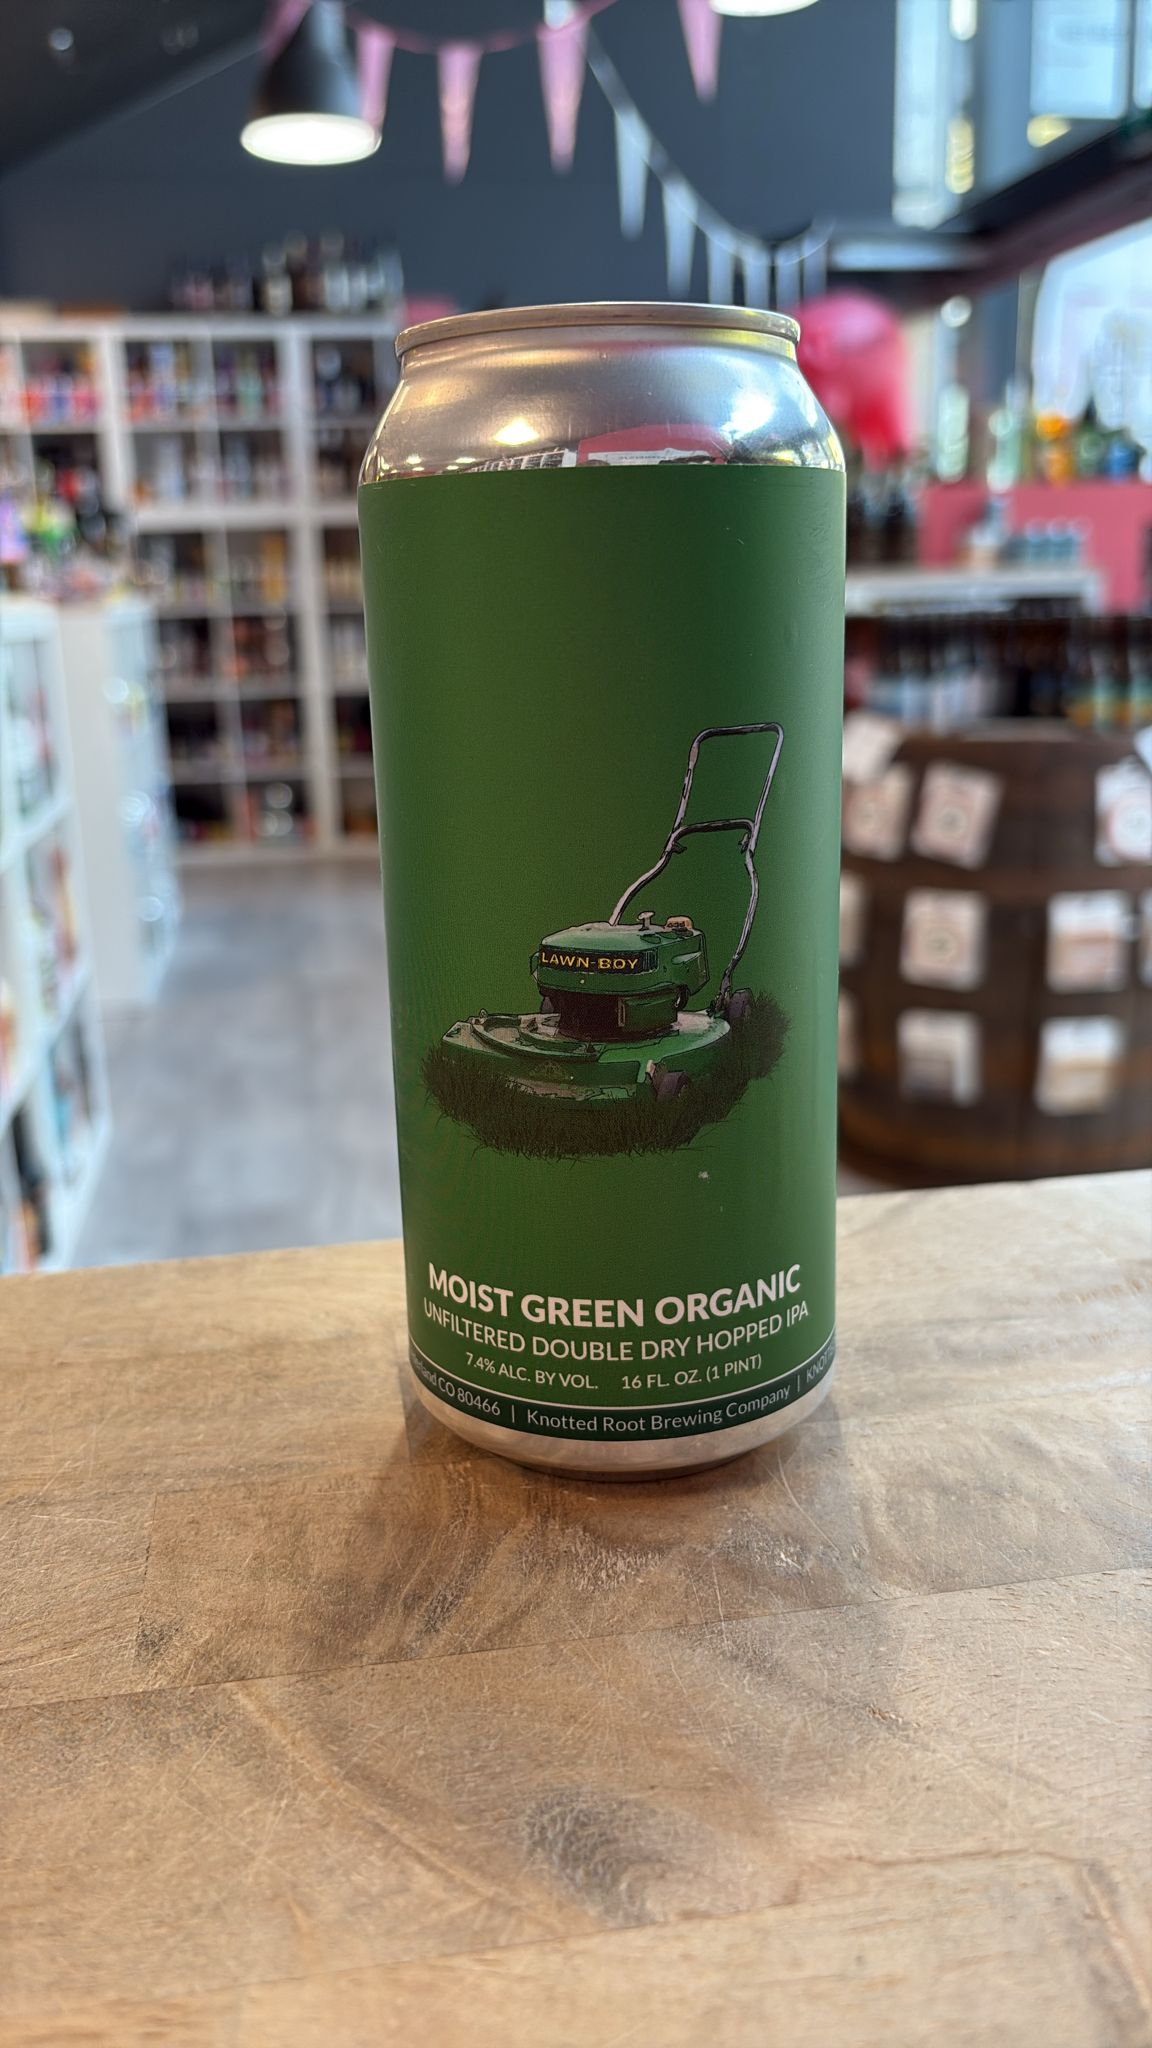 LAWN-BOY
MOIST GREEN ORGANIC
UNFILTERED DOUBLE DRY HOPPED IPA
7.4% ALC. BY VOL. 16 FL. OZ. (1 PINT)
CO 80466 | Knotted Root Brewing Company |